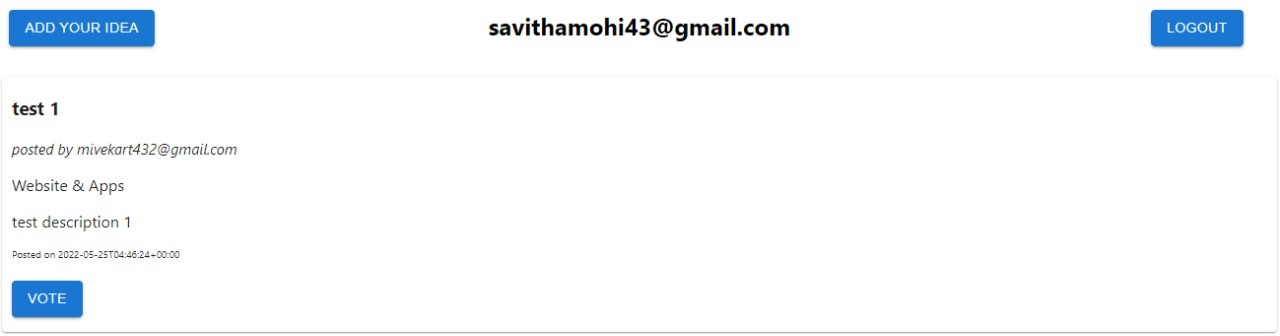 ADD YOUR IDEA
savithamohi43@gmail.com
LOGOUT
test 1
posted by mivekart432@gmail.com
Website & Apps
test description 1
Posted on 2022-05-25T04:46:24+00:00
VOTE